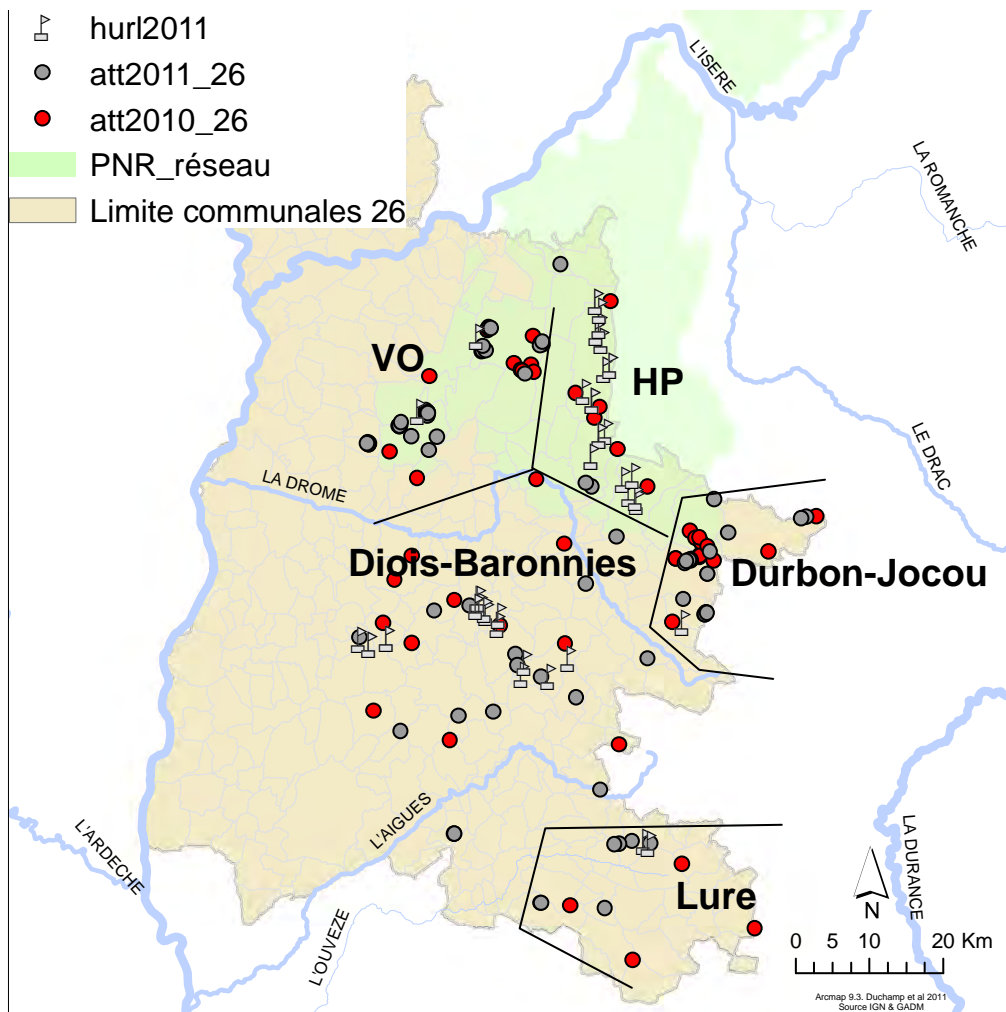 hurl2011
att2011_26
att2010_26
PNR_réseau
Limite communales 26
L'ISERE
LA ROMANCHE
VO
HP
LE DRAC
LA DROME
Diois-Baronnies
Durbon-Jocou
L'AIGUES
L'ARDECHE
LA DURANCE
Lure
L'OUVEZE
N
0 10 20 Km
Arcmap 9.3. Duchamp et al 2011
Source IGN & GADM